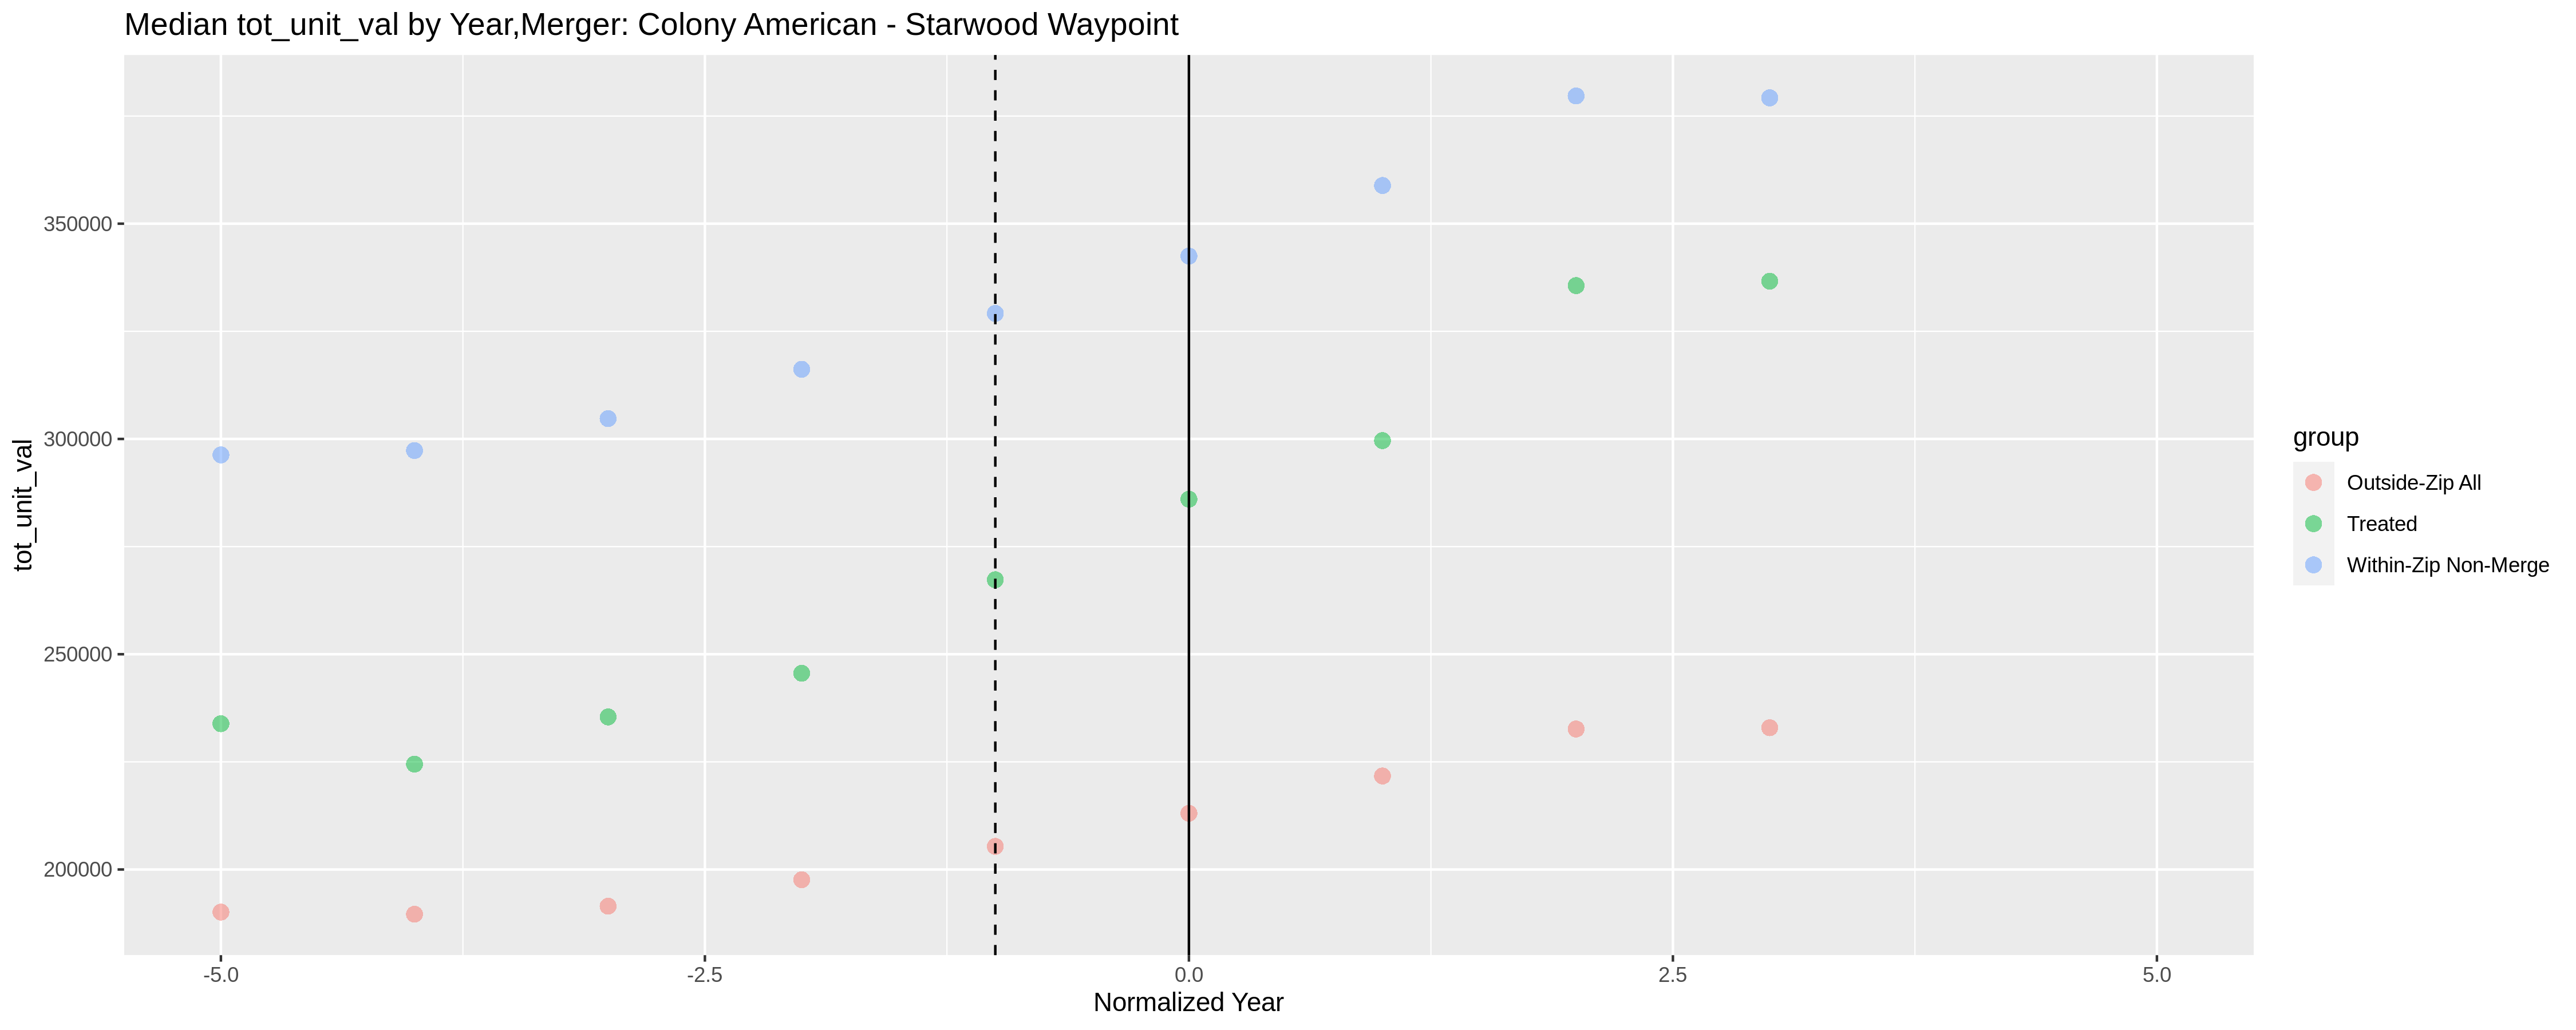 Median tot_unit_val by Year,Merger: Colony American - Starwood Waypoint
tot_unit_val
350000
300000
250000
200000
-5.0
-2.5
0.0
2.5
5.0
Normalized Year
group
Outside-Zip All
Treated
Within-Zip Non-Merge